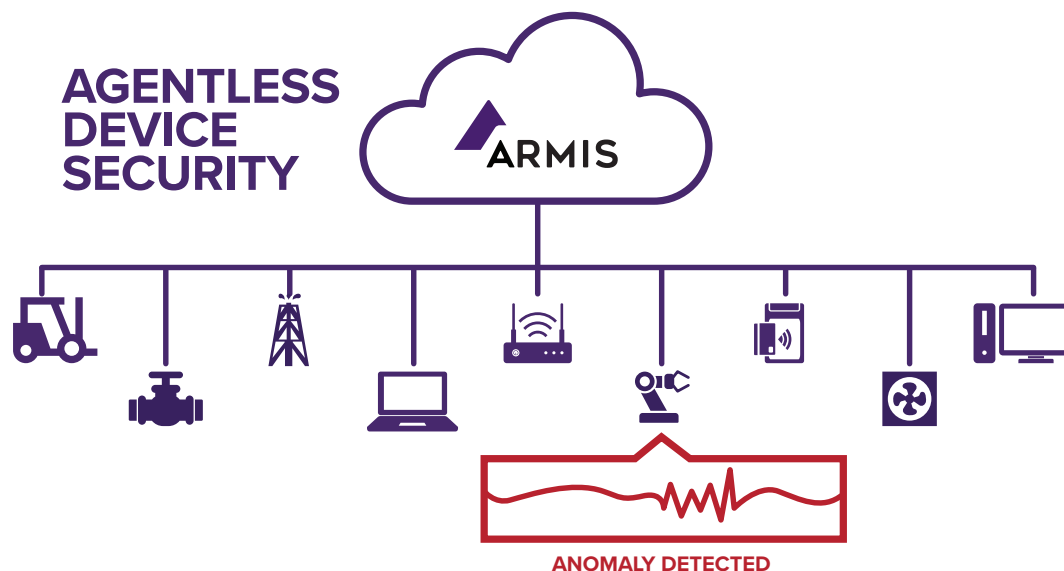 AGENTLESS
DEVICE
SECURITY
ARMIS
ANOMALY DETECTED